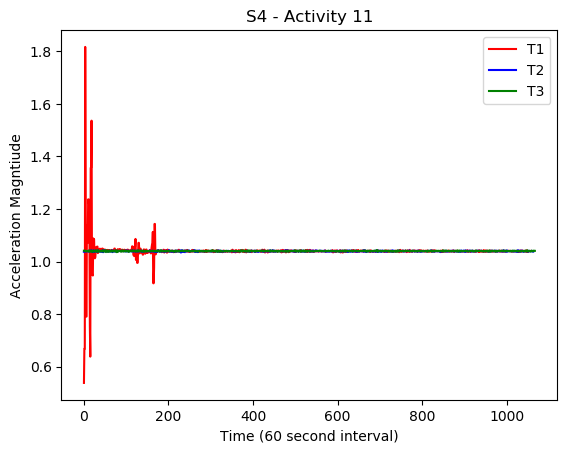 S4 - Activity 11
T1
T2
T3
1.8
1.6
1.4
1.2
1.0
0.8
0.6
Acceleration Magntiude
0 200 400 600 800 1000
Time (60 second interval)